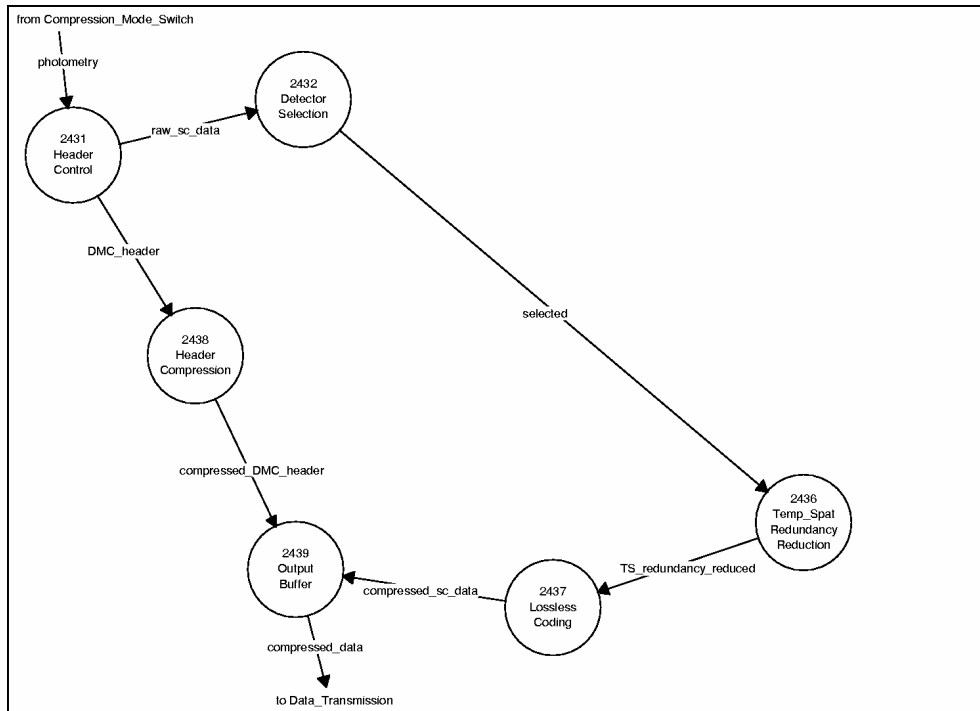 from Compression_Mode_Switch
photometry
2431
Header
Control
raw_sc_data
2432
Detector
Selection
DMC_header
selected
2438
Header
Compression
compressed_DMC_header
2436
Temp_Spat
Redundancy
Reduction
TS_redundancy_reduced
2437
Lossless
Coding
compressed_sc_data
2439
Output
Buffer
compressed_data
to Data_Transmission